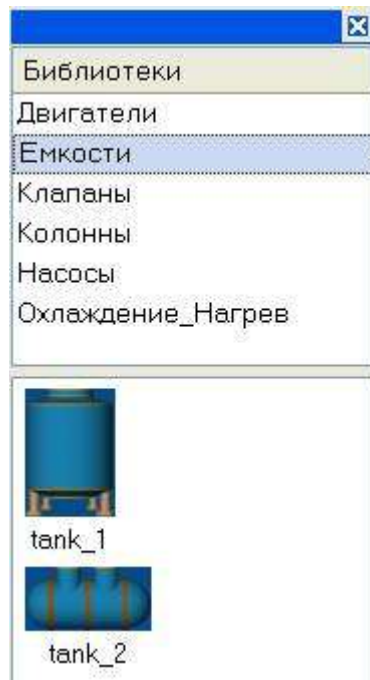 Библиотеки
Двигатели
Емкости
Клапаны
Колонны
Насосы
Охлаждение_Нагрев
tank_1
tank_2